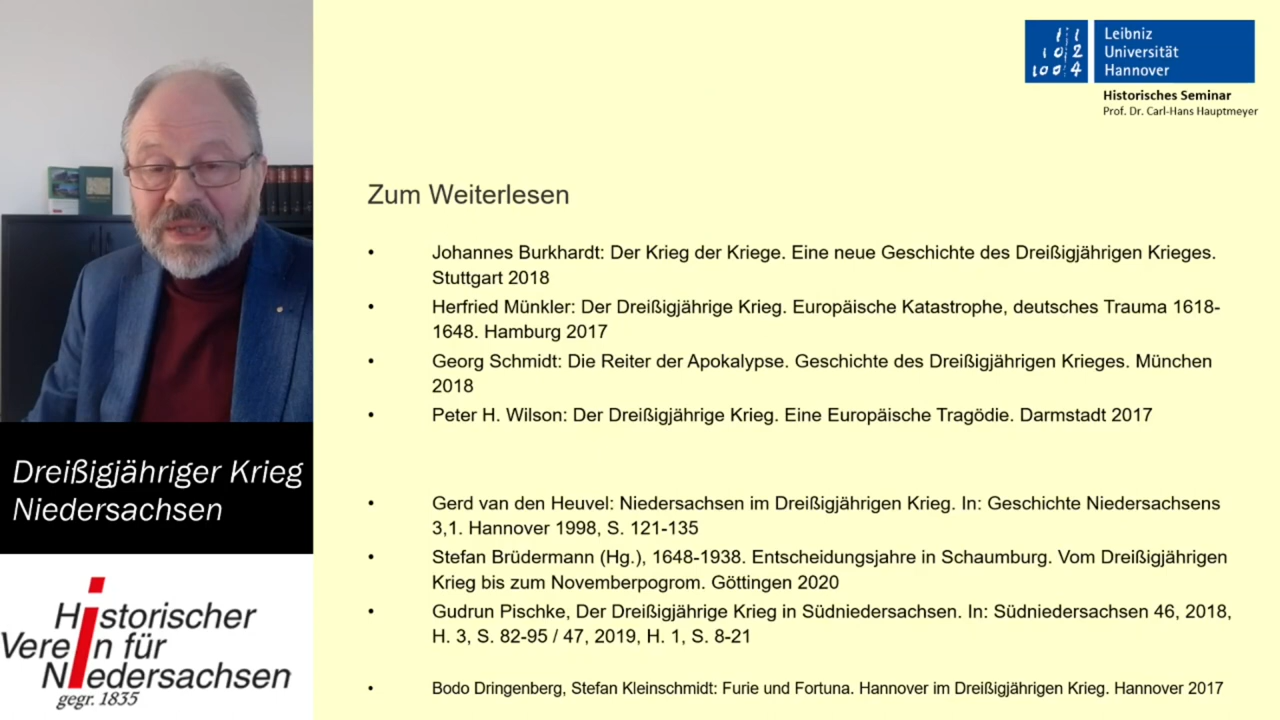 Leibniz
Universität
Hannover
Historisches Seminar
Prof. Dr. Carl-Hans Hauptmeyer
Zum Weiterlesen
• Johannes Burkhardt: Der Krieg der Kriege. Eine neue Geschichte des Dreißigjährigen Krieges.
Stuttgart 2018
• Herfried Münkler: Der Dreißigjährige Krieg. Europäische Katastrophe, deutsches Trauma 1618-
1648. Hamburg 2017
• Georg Schmidt: Die Reiter der Apokalypse. Geschichte des Dreißigjährigen Krieges. München
2018
• Peter H. Wilson: Der Dreißigjährige Krieg. Eine Europäische Tragödie. Darmstadt 2017
• Gerd van den Heuvel: Niedersachsen im Dreißigjährigen Krieg. In: Geschichte Niedersachsens
3,1. Hannover 1998, S. 121-135
• Stefan Brüdermann (Hg.), 1648-1938. Entscheidungsjahre in Schaumburg. Vom Dreißigjährigen
Krieg bis zum Novemberpogrom. Göttingen 2020
• Gudrun Pischke, Der Dreißigjährige Krieg in Südniedersachsen. In: Südniedersachsen 46, 2018,
H. 3, S. 82-95 / 47, 2019, H. 1, S. 8-21
• Bodo Dringenberg, Stefan Kleinschmidt: Furie und Fortuna. Hannover im Dreißigjährigen Krieg. Hannover 2017
Dreißigjähriger Krieg
Niedersachsen
Historischer
Verein für
Niedersachsen
gegr. 1835